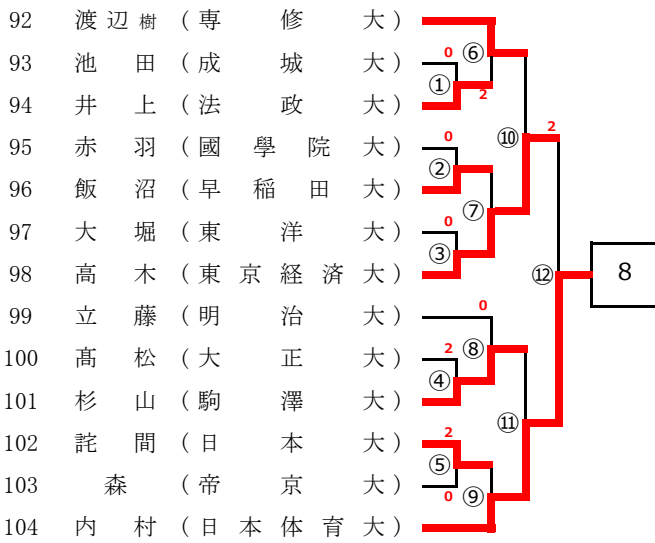 92 渡辺樹 (専修大)
0 ⑥
93 池田 (成城大)
①
94 井上 (法政大) 2
⑩ 2
95 赤羽 (國學院大) 0
②
96 飯沼 (早稲田大)
⑦
97 大堀 (東洋大) 0
③
98 高木 (東京経済大)
⑫ 8
99 立藤 (明治大) 0
⑧
100 髙松 (大正大) 2
④
101 杉山 (駒澤大)
⑪
102 詫間 (日本大) 2
⑤
103 森 (帝京大) 0
⑨
104 内村 (日本体育大)